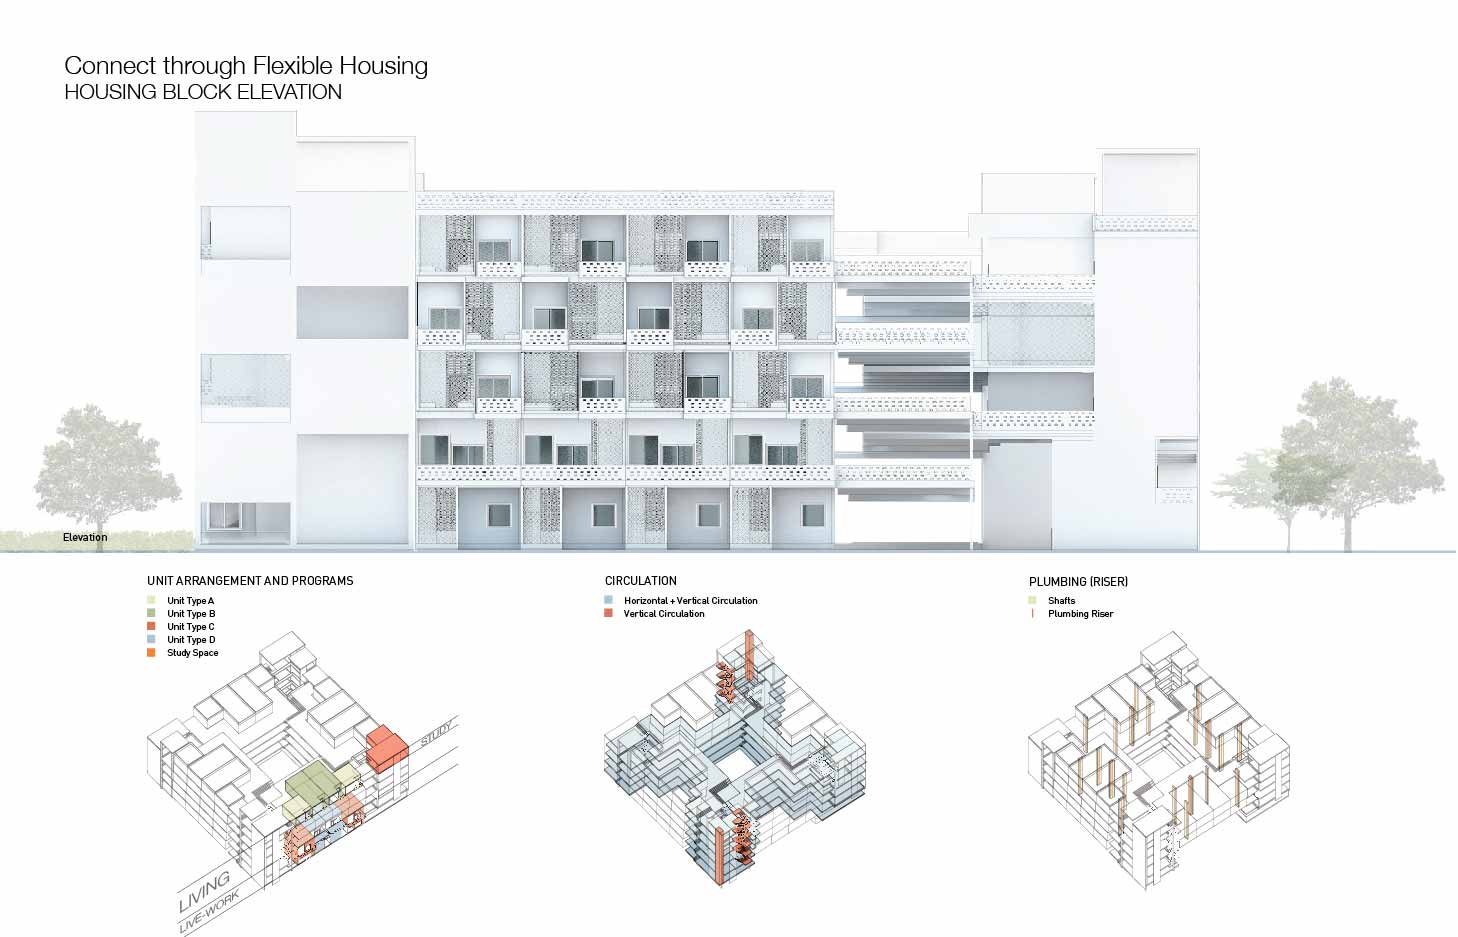 Connect through Flexible Housing
HOUSING BLOCK ELEVATION
Elevation
UNIT ARRANGEMENT AND PROGRAMS
Unit Type A
Unit Type B
Unit Type C
Unit Type D
Study Space
STUDY
LIVING
LIVE-WORK
CIRCULATION
Horizontal + Vertical Circulation
Vertical Circulation
PLUMBING (RISER)
Shafts
Plumbing Riser